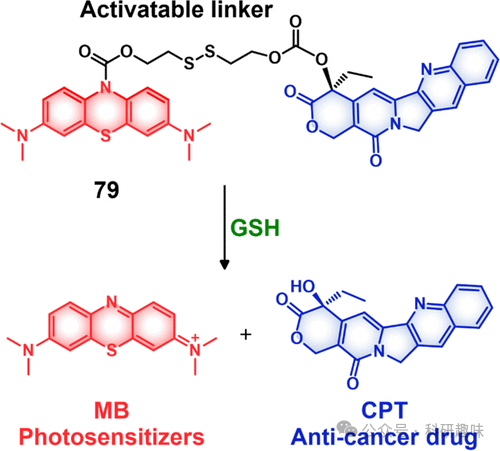 Activatable linker
O
O
S
S
O
O
O
O
N
N
S
N
O
O
O
N
N
79
GSH
N
N
S
N+
+
HO
O
O
O
N
N
MB
Photosensitizers
CPT
Anti-cancer drug
公众号 · 科研趣味